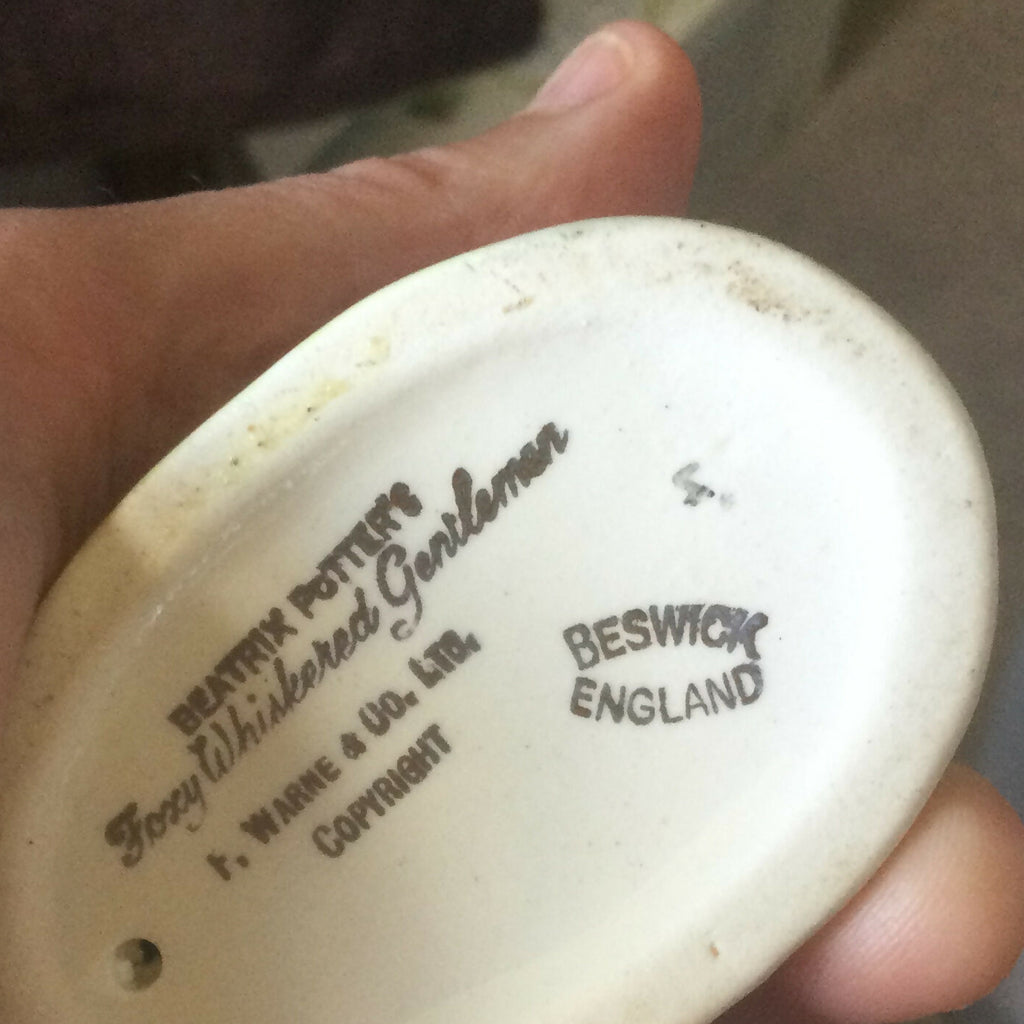 BEATRIX POTTER'S
Foxy Whiskered Gentleman
F. WARNE & CO. LTD.
COPYRIGHT
BESWICK
ENGLAND